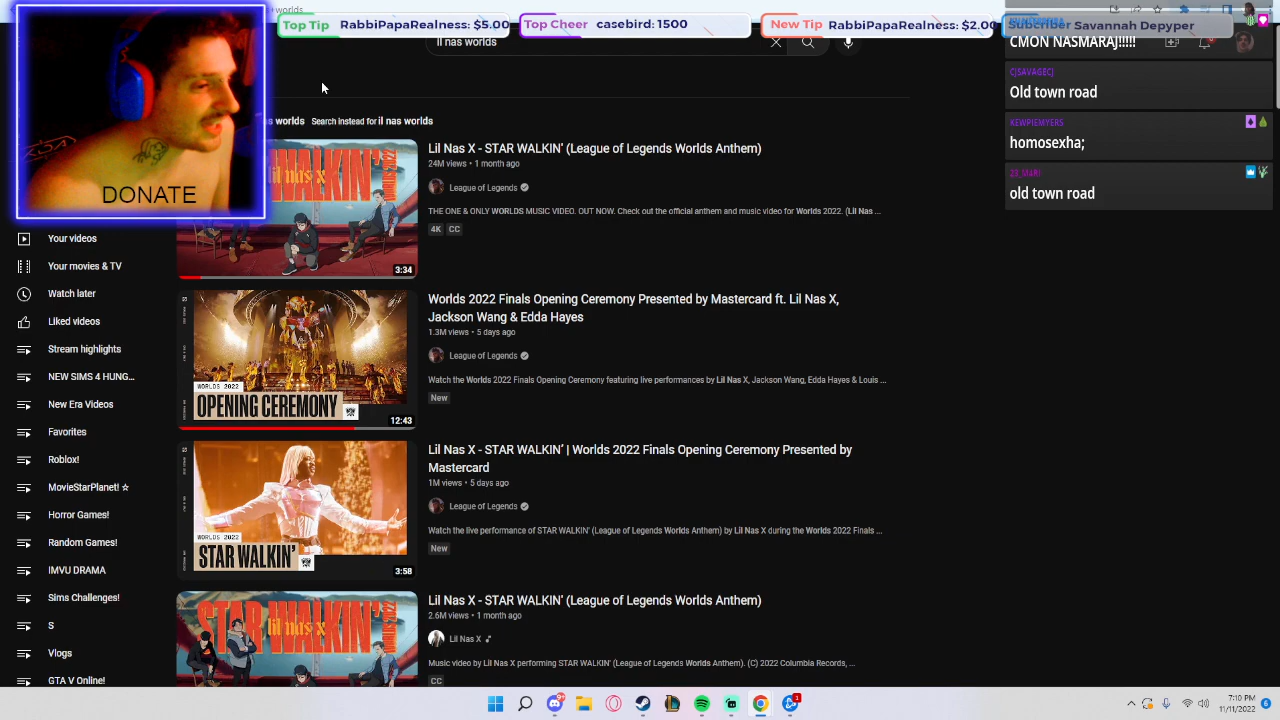 Top Tip RabbiPapaRealness: $5.00
Top Cheer casebird: 1500
New Tip RabbiPapaRealness: $2.00
Subcriber Savannah Depyper
DONATE
lil nas worlds
as worlds Search instead for lil nas worlds
Lil Nas X - STAR WALKIN' (League of Legends Worlds Anthem)
24M views • 1 month ago
League of Legends
THE ONE & ONLY WORLDS MUSIC VIDEO. OUT NOW. Check out the official anthem and music video for Worlds 2022. (Lil Nas ...
4K CC
3:34
Worlds 2022 Finals Opening Ceremony Presented by Mastercard ft. Lil Nas X,
Jackson Wang & Edda Hayes
1.3M views • 5 days ago
League of Legends
Watch the Worlds 2022 Finals Opening Ceremony featuring live performances by Lil Nas X, Jackson Wang, Edda Hayes & Louis ...
New
WORLDS 2022
OPENING CEREMONY
12:43
Lil Nas X - STAR WALKIN' | Worlds 2022 Finals Opening Ceremony Presented by
Mastercard
1M views • 5 days ago
League of Legends
Watch the live performance of STAR WALKIN' (League of Legends Worlds Anthem) by Lil Nas X during the Worlds 2022 Finals ...
New
WORLDS 2022
STAR WALKIN'
3:58
Lil Nas X - STAR WALKIN' (League of Legends Worlds Anthem)
2.6M views • 1 month ago
Lil Nas X
Music video by Lil Nas X performing STAR WALKIN' (League of Legends Worlds Anthem). (C) 2022 Columbia Records, ...
CC
STAR WALKIN'
lil nas x
Your videos
Your movies & TV
Watch later
Liked videos
Stream highlights
NEW SIMS 4 HUNG...
New Era Videos
Favorites
Roblox!
MovieStarPlanet! ☆
Horror Games!
Random Games!
IMVU DRAMA
Sims Challenges!
S
Vlogs
GTA V Online!
CMON NASMARAJ!!!!!
CJSAVAGECJ
Old town road
KEWPIEMYERS
homosexha;
23_M4RI
old town road
7:10 PM
11/11/2022